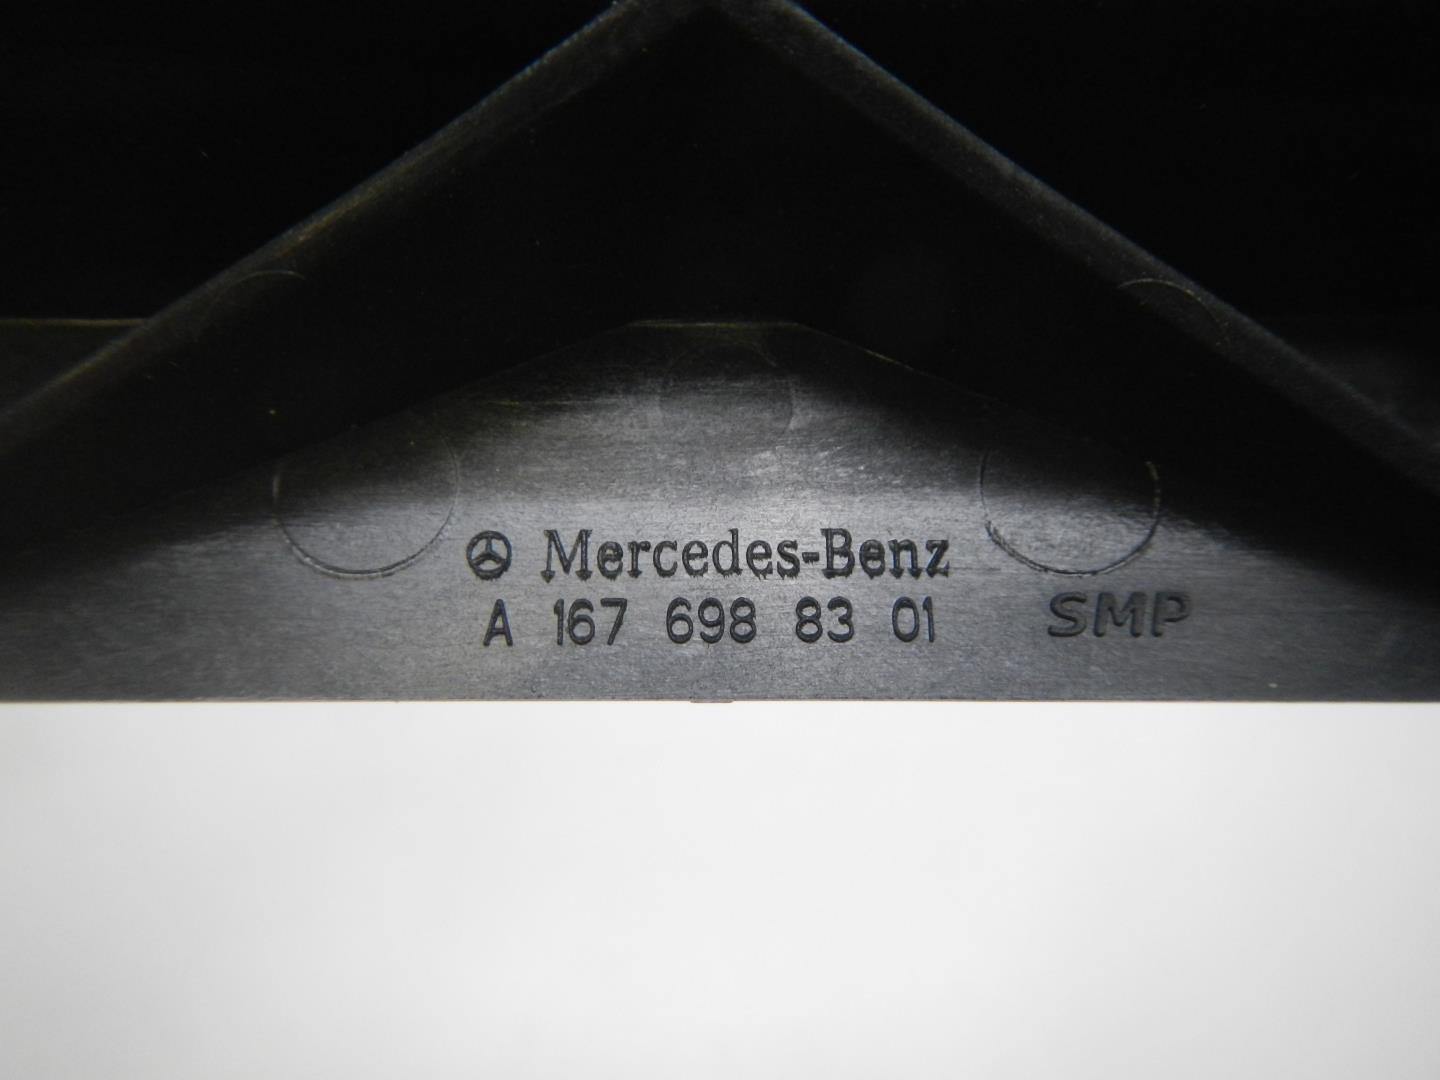 Mercedes-Benz
A 167 698 83 01
SMP